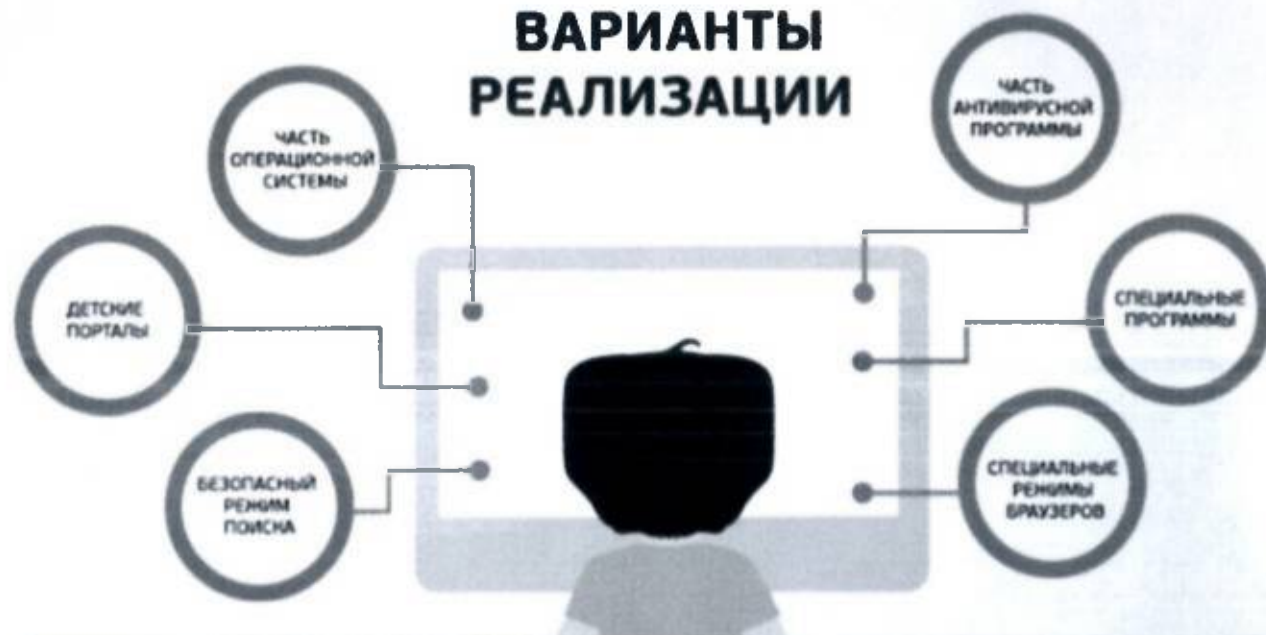 ВАРИАНТЫ
РЕАЛИЗАЦИИ
ЧАСТЬ
ОПЕРАЦИОННОЙ
СИСТЕМЫ
ЧАСТЬ
АНТИВИРУСНОЙ
ПРОГРАММЫ
ДЕТСКИЕ
ПОРТАЛЫ
СПЕЦИАЛЬНЫЕ
ПРОГРАММЫ
БЕЗОПАСНЫЙ
РЕЖИМ
ПОИСКА
СПЕЦИАЛЬНЫЕ
РЕЖИМЫ
БРАУЗЕРОВ